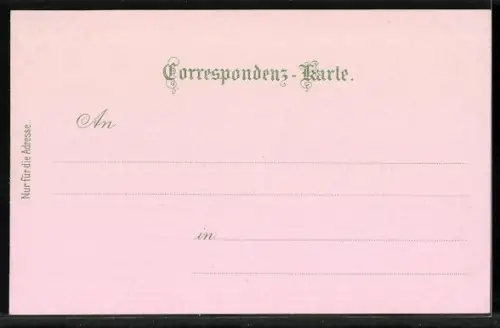 Correspondenz-Karte.
An
in
Nur für die Adresse.